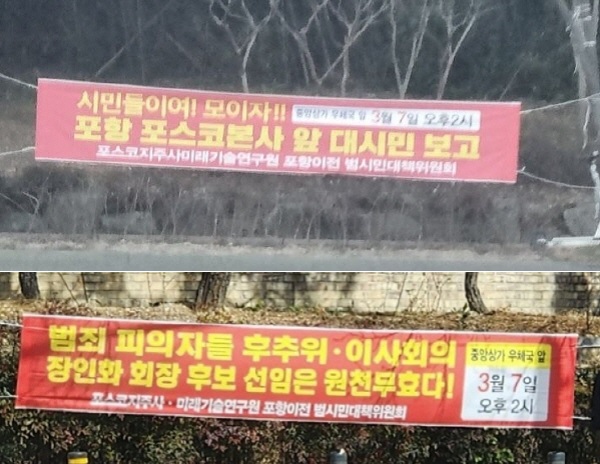 시민들이여! 모이자!! 중앙상가 우체국 앞 3월 7일 오후2시
포항 포스코본사 앞 대시민 보고
포스코지주사미래기술연구원 포항이전 범시민대책위원회
범죄 피의자들 후추위·이사회의
장인화 회장 후보 선임은 원천무효다!
포스코지주사·미래기술연구원 포항이전 범시민대책위원회
중앙상가 우체국 앞
3월 7일
오후 2시